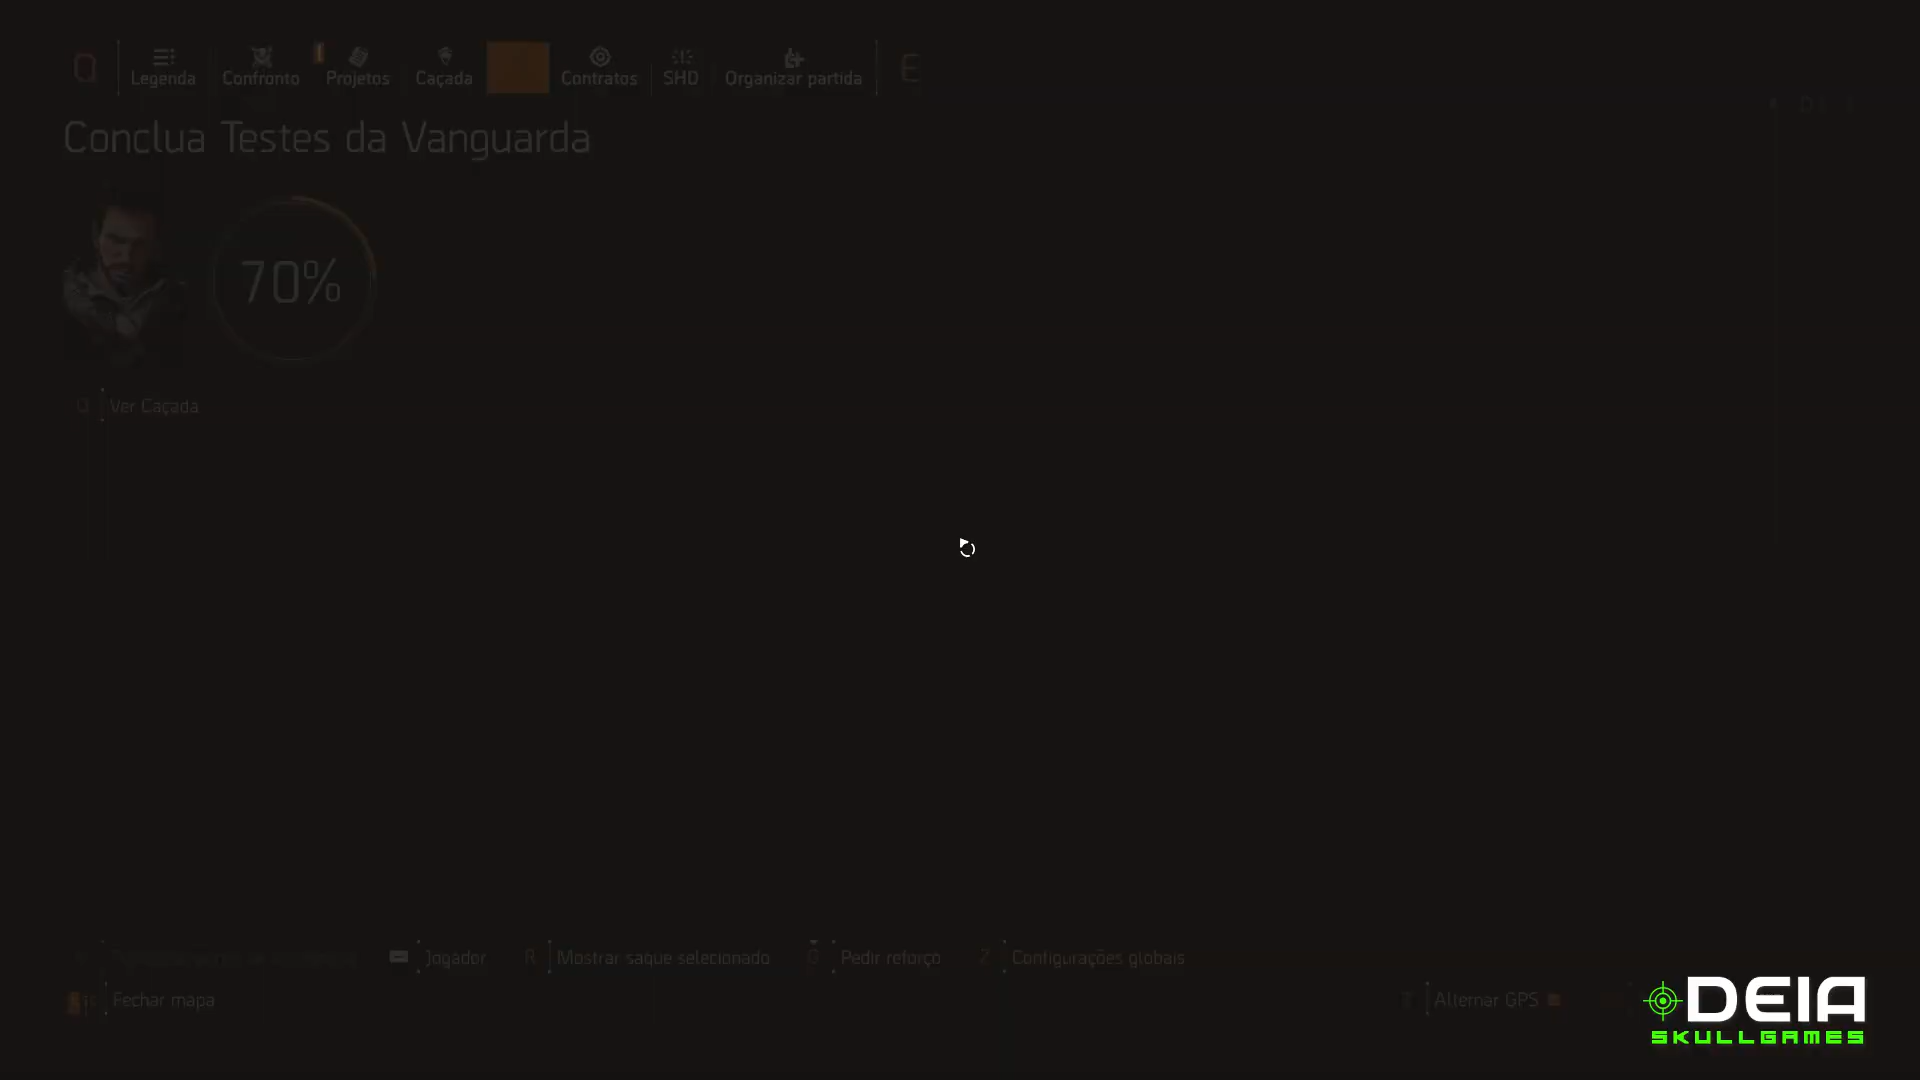 Q Legenda Confronto Projetos Caçada Contratos SHD Organizar partida E
Conclua Testes da Vanguarda
70%
Ver Caçada
Jogador R Mostrar saque selecionado G Pedir reforço Z Configurações globais
Fechar mapa
Alternar GPS
DEIA
SKULLGAMES